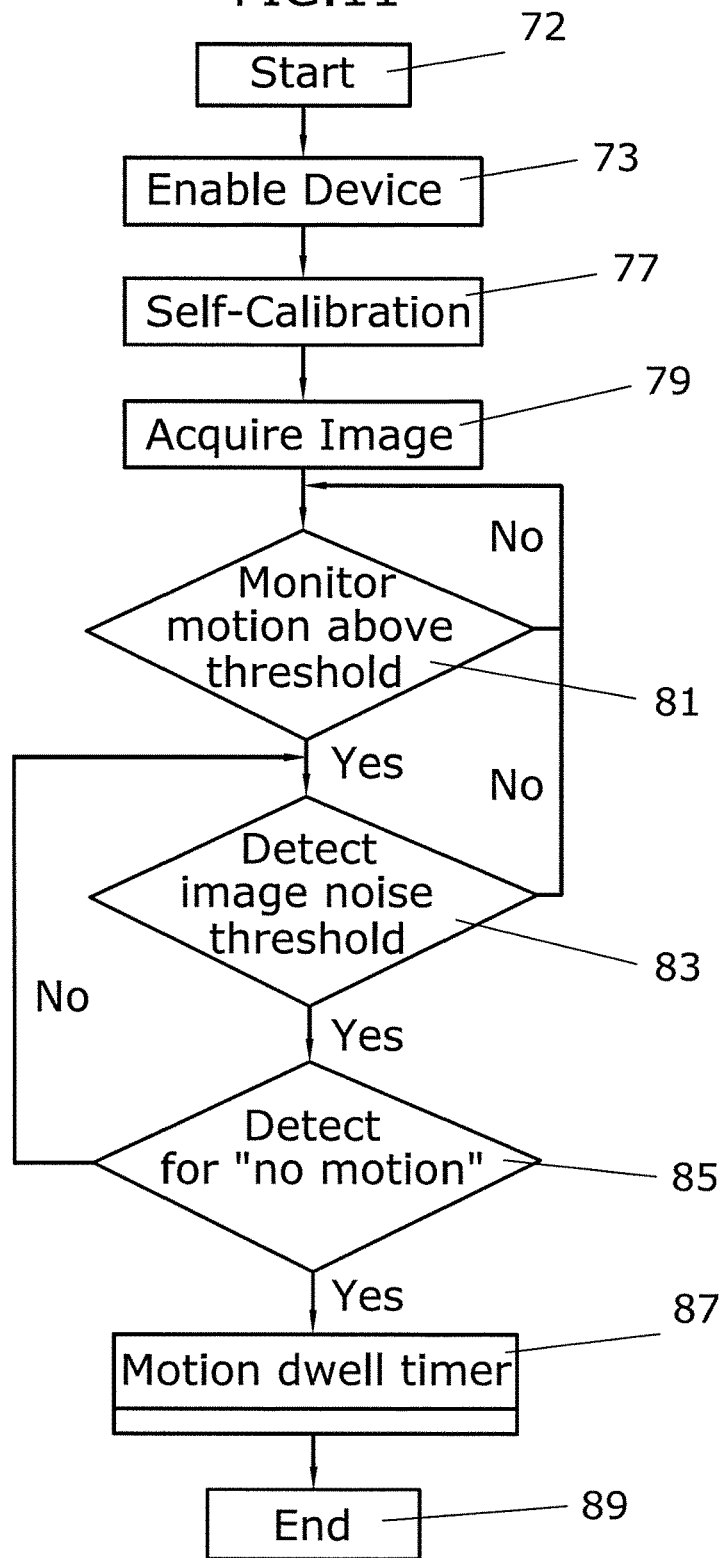 FIG.11
72
Start
73
Enable Device
77
Self-Calibration
79
Acquire Image
No
Monitor
motion above
threshold
81
Yes
No
Detect
image noise
threshold
83
No
Yes
Detect
for "no motion"
85
Yes
87
Motion dwell timer
End
89